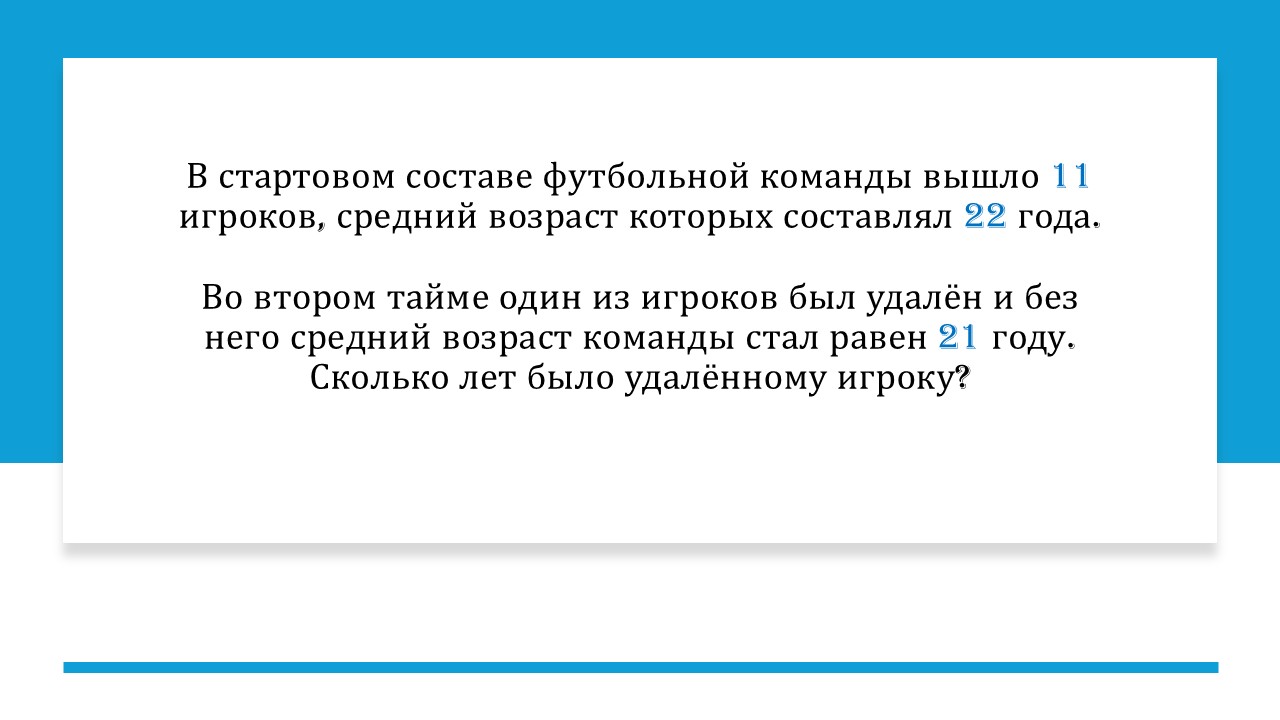 В стартовом составе футбольной команды вышло 11
игроков, средний возраст которых составлял 22 года.
Во втором тайме один из игроков был удалён и без
него средний возраст команды стал равен 21 году.
Сколько лет было удалённому игроку?